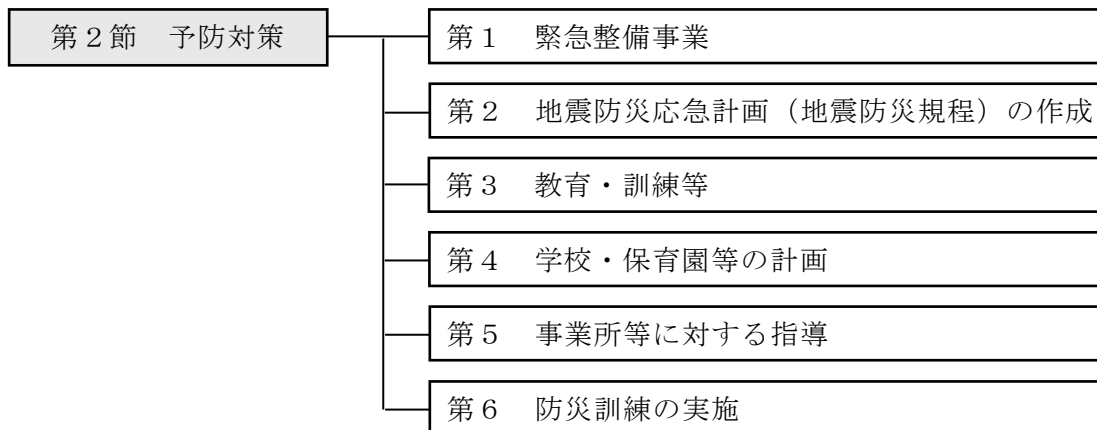 第２節　予防対策
第１　緊急整備事業
第２　地震防災応急計画（地震防災規程）の作成
第３　教育・訓練等
第４　学校・保育園等の計画
第５　事業所等に対する指導
第６　防災訓練の実施